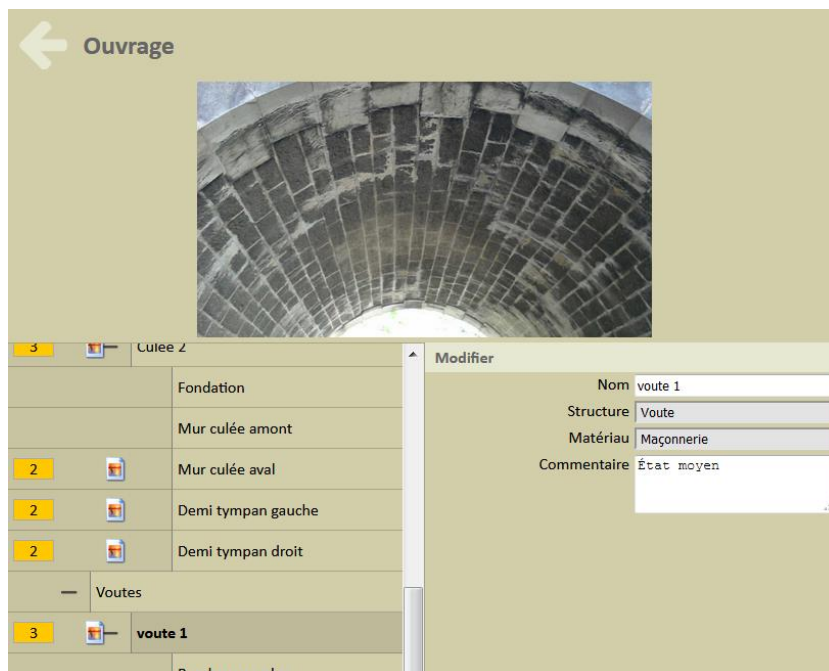 Ouvrage
3 Culée 2
Modifier
Fondation
Mur culée amont
2 Mur culée aval
2 Demi tympan gauche
2 Demi tympan droit
Voutes
3 voute 1
Nom voute 1
Structure Voute
Matériau Maçonnerie
Commentaire État moyen